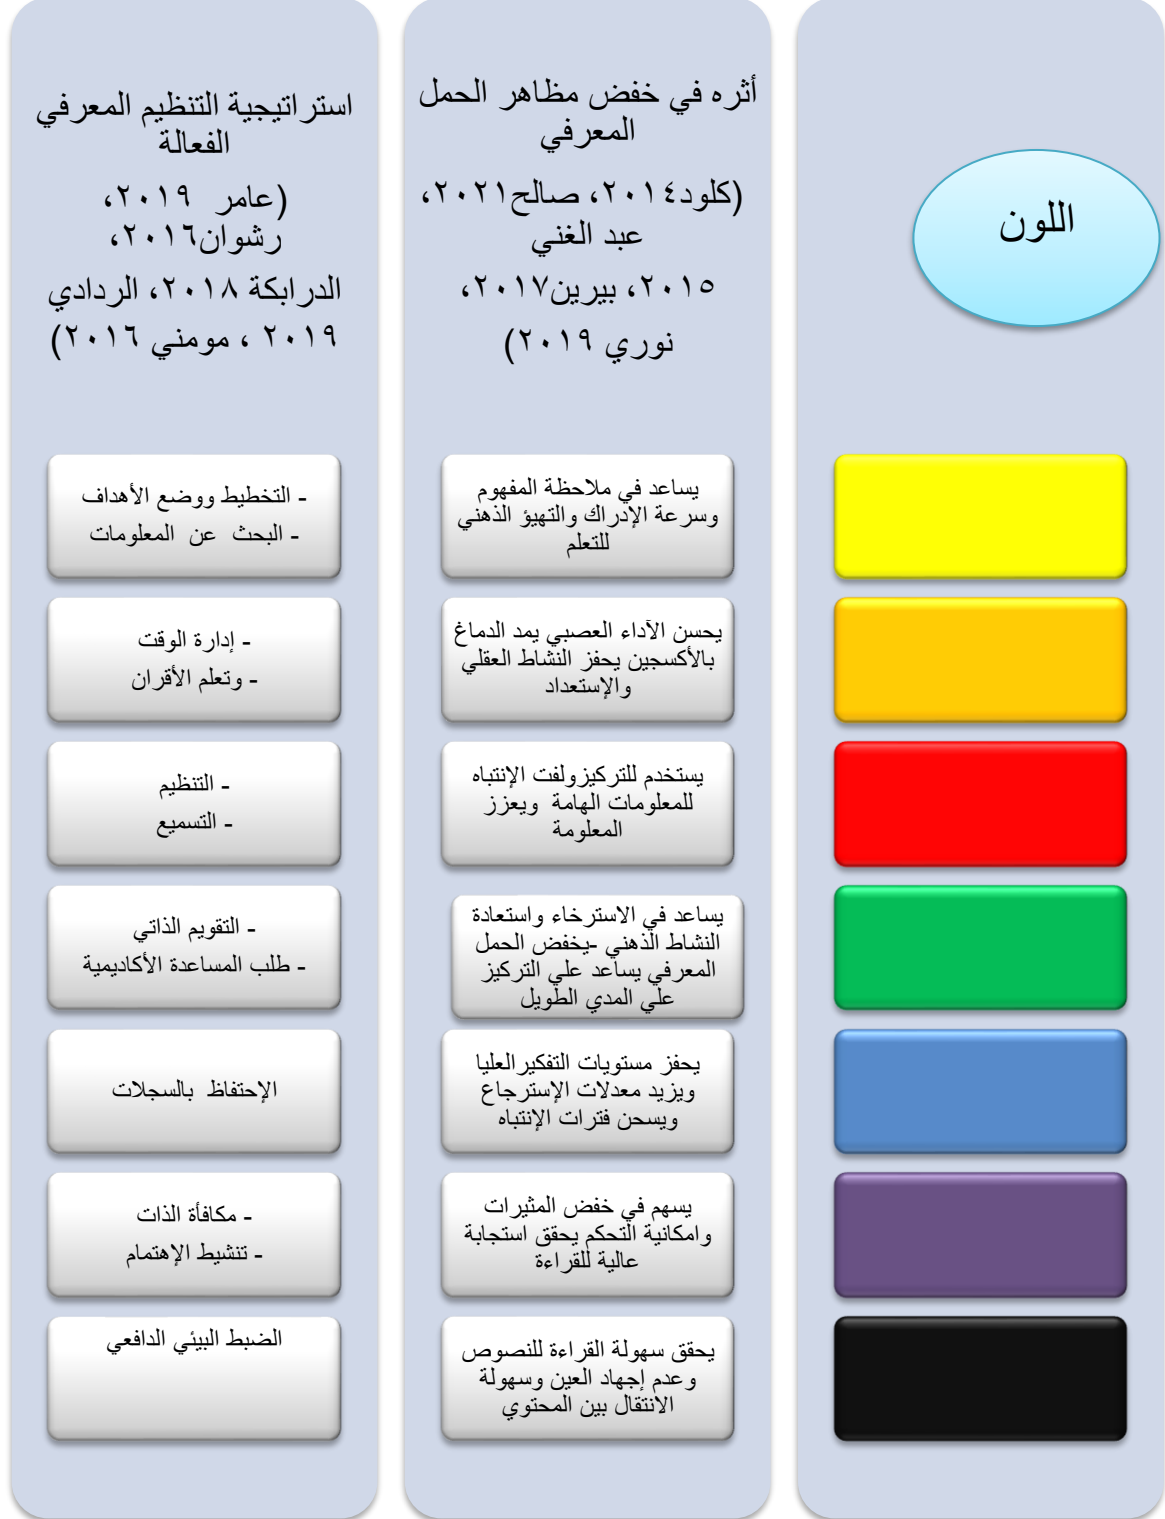 اللون
أثره في خفض مظاهر الحمل
المعرفي
(كلود٢٠١٤، صالح٢٠٢١،
عبد الغني
٢٠١٥، بيرين٢٠١٧،
نوري ٢٠١٩)
استراتيجية التنظيم المعرفي
الفعالة
(عامر ٢٠١٩،
رشوان٢٠١٦،
الدرابكة ٢٠١٨، الردادي
٢٠١٩ ، مومني ٢٠١٦)
يساعد في ملاحظة المفهوم
وسرعة الإدراك والتهيؤ الذهني
للتعلم
- التخطيط ووضع الأهداف
- البحث عن المعلومات
يحسن الآداء العصبي يمد الدماغ
بالأكسجين يحفز النشاط العقلي
والإستعداد
- إدارة الوقت
- وتعلم الأقران
يستخدم للتركيزولفت الإنتباه
للمعلومات الهامة ويعزز
المعلومة
- التنظيم
- التسميع
يساعد في الاسترخاء واستعادة
النشاط الذهني -يخفض الحمل
المعرفي يساعد علي التركيز
علي المدي الطويل
- التقويم الذاتي
- طلب المساعدة الأكاديمية
يحفز مستويات التفكيرالعليا
ويزيد معدلات الإسترجاع
ويسحن فترات الإنتباه
الإحتفاظ بالسجلات
يسهم في خفض المثيرات
وامكانية التحكم يحقق استجابة
عالية للقراءة
- مكافأة الذات
- تنشيط الإهتمام
يحقق سهولة القراءة للنصوص
وعدم إجهاد العين وسهولة
الانتقال بين المحتوي
الضبط البيئي الدافعي